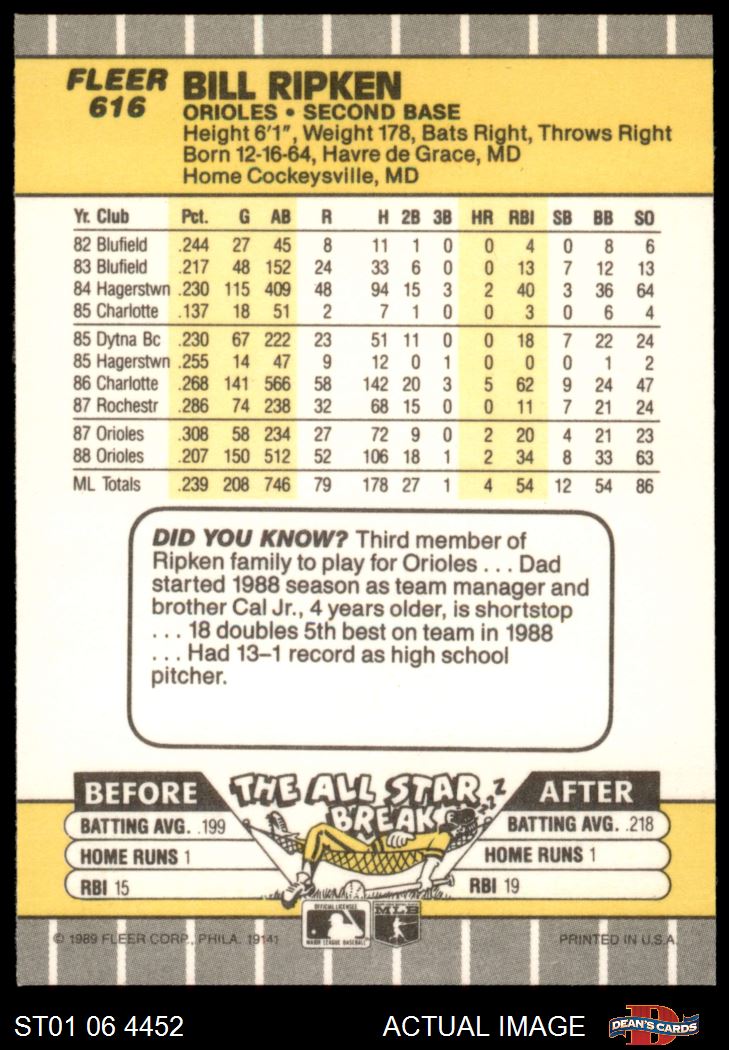 FLEER
616
BILL RIPKEN
ORIOLES • SECOND BASE
Height 6'1", Weight 178, Bats Right, Throws Right
Born 12-16-64, Havre de Grace, MD
Home Cockeysville, MD
Yr. Club Pct. G AB R H 2B 3B HR RBI SB BB SO
82 Blufield .244 27 45 8 11 1 0 0 4 0 8 6
83 Blufield .217 48 152 24 33 6 0 0 13 7 12 13
84 Hagerstwn .230 115 409 48 94 15 3 2 40 3 36 64
85 Charlotte .137 18 51 2 7 1 0 0 3 0 6 4
85 Dytna Bc .230 67 222 23 51 11 0 0 18 7 22 24
85 Hagerstwn .255 14 47 9 12 0 1 0 0 0 1 2
86 Charlotte .268 141 566 58 142 20 3 5 62 9 24 47
87 Rochestr .286 74 238 32 68 15 0 0 11 7 21 24
87 Orioles .308 58 234 27 72 9 0 2 20 4 21 23
88 Orioles .207 150 512 52 106 18 1 2 34 8 33 63
ML Totals .239 208 746 79 178 27 1 4 54 12 54 86
DID YOU KNOW? Third member of
Ripken family to play for Orioles . . . Dad
started 1988 season as team manager and
brother Cal Jr., 4 years older, is shortstop
. . . 18 doubles 5th best on team in 1988
. . . Had 13–1 record as high school
pitcher.
BEFORE THE ALL STAR BREAK AFTER
ZZZ
BATTING AVG. .199 BATTING AVG. .218
HOME RUNS 1 HOME RUNS 1
RBI 15 RBI 19
OFFICIAL LICENSEE
MAJOR LEAGUE BASEBALL
MLB
© 1989 FLEER CORP., PHILA. 19141 PRINTED IN U.S.A.
ST01 06 4452 ACTUAL IMAGE DEAN'S CARDS